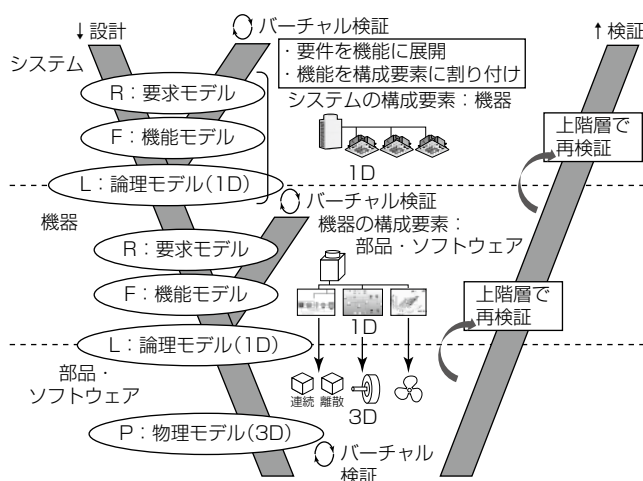 ↓設計
バーチャル検証
↑検証
システム
・要件を機能に展開
・機能を構成要素に割り付け
R：要求モデル
システムの構成要素：機器
F：機能モデル
上階層で
再検証
1D
L：論理モデル(1D)
バーチャル検証
機器
機器の構成要素：
部品・ソフトウェア
R：要求モデル
F：機能モデル
上階層で
再検証
1D
L：論理モデル(1D)
部品・
ソフトウェア
連続 離散
3D
P：物理モデル(3D)
バーチャル
検証